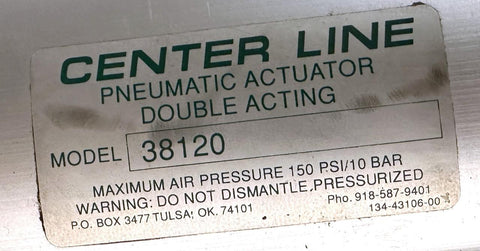 CENTER LINE
PNEUMATIC ACTUATOR
DOUBLE ACTING
MODEL 38120
MAXIMUM AIR PRESSURE 150 PSI/10 BAR
WARNING: DO NOT DISMANTLE, PRESSURIZED
P.O. BOX 3477 TULSA, OK. 74101 Pho. 918-587-9401
134-43106-00